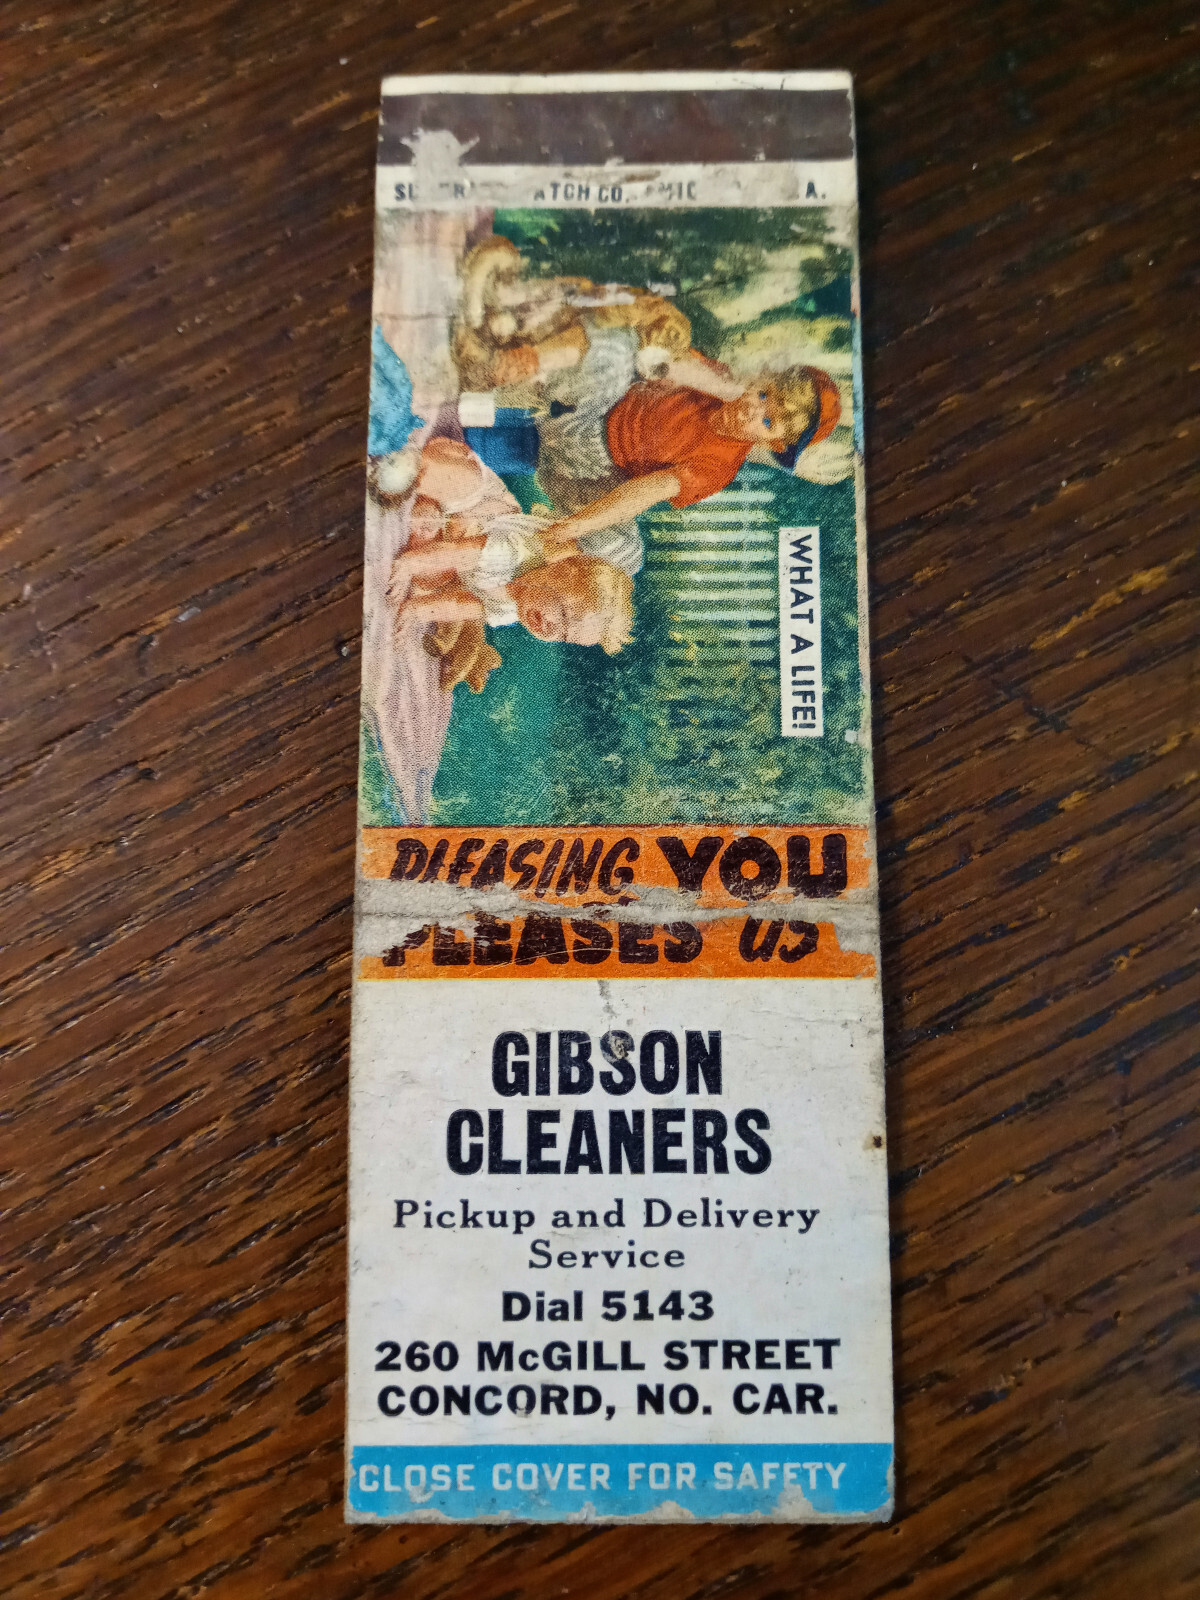 CO.
WHAT A LIFE!
PLEASING YOU
PLEASES US
GIBSON
CLEANERS
Pickup and Delivery
Service
Dial 5143
260 McGILL STREET
CONCORD, NO. CAR.
CLOSE COVER FOR SAFETY